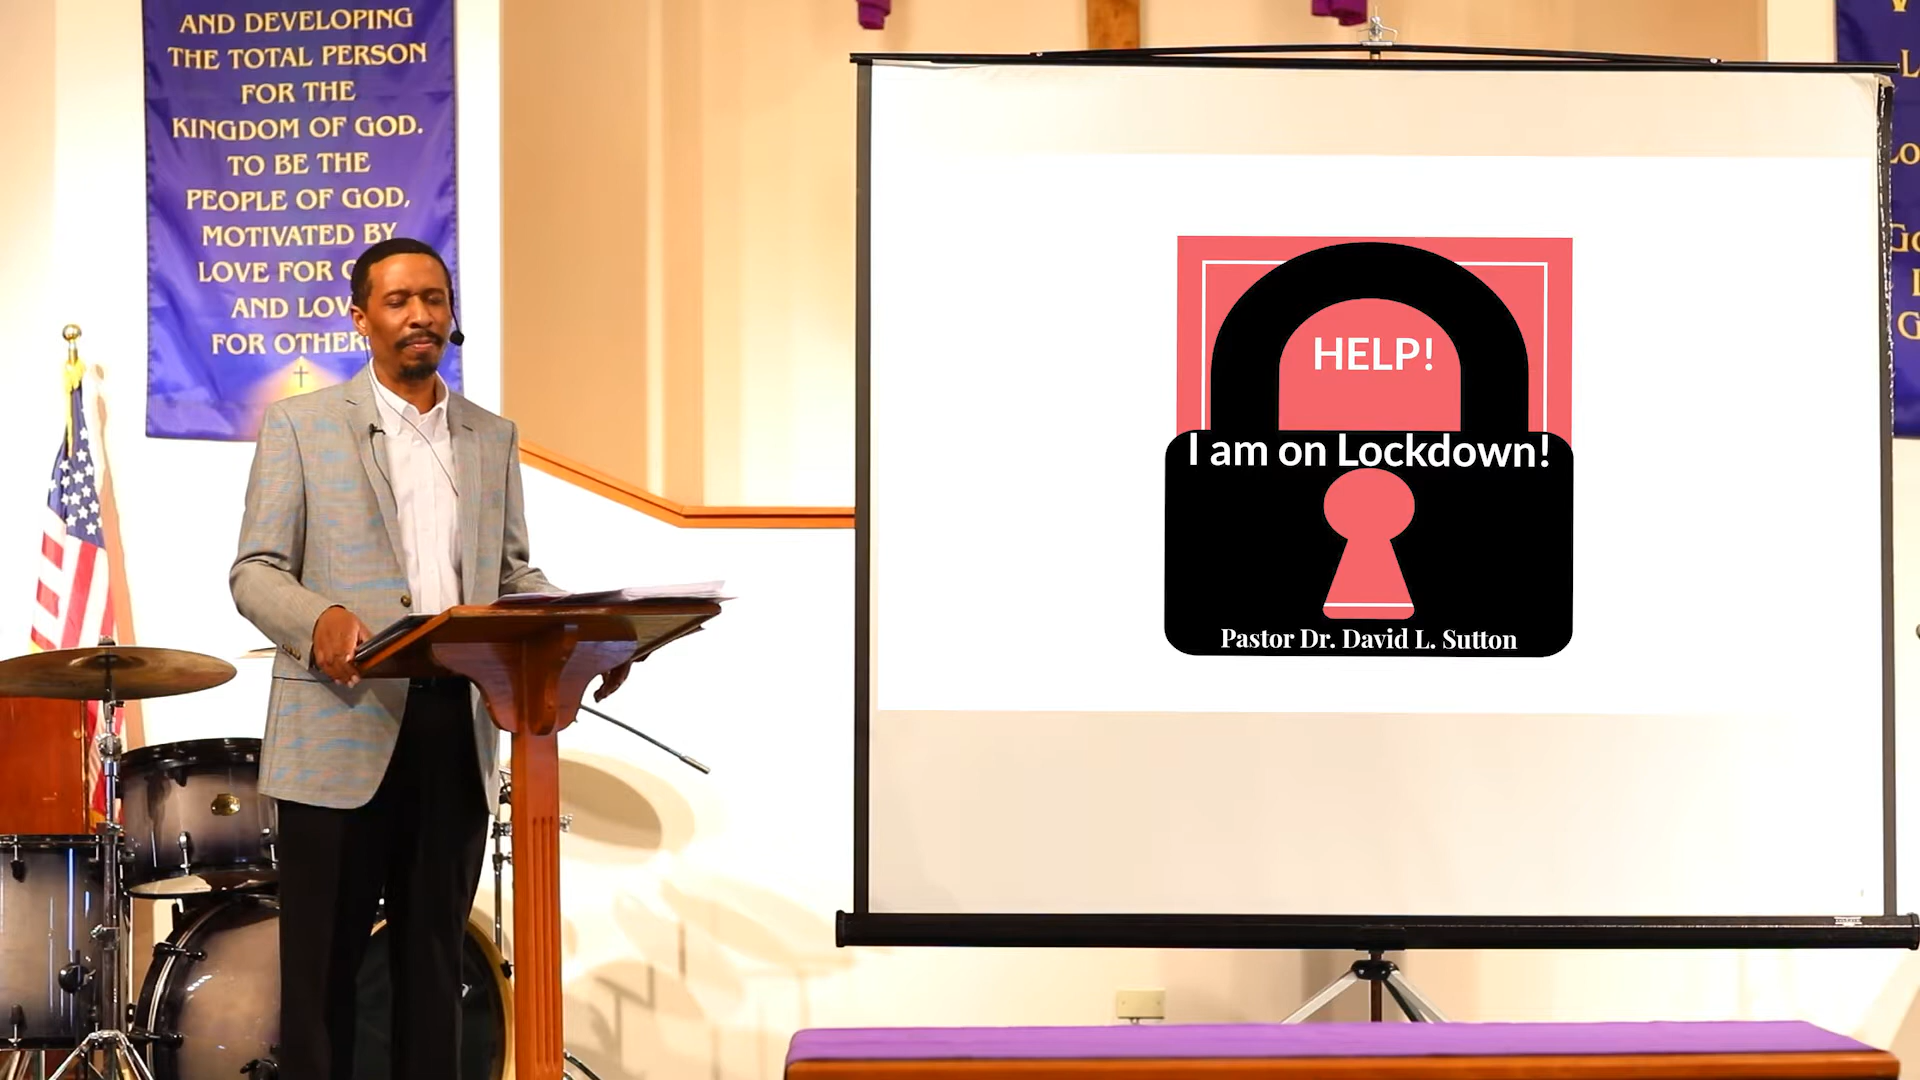 AND DEVELOPING
THE TOTAL PERSON
FOR THE
KINGDOM OF GOD.
TO BE THE
PEOPLE OF GOD,
MOTIVATED BY
LOVE FOR
AND
FOR
HELP!
I am on Lockdown!
Pastor Dr. David L. Sutton